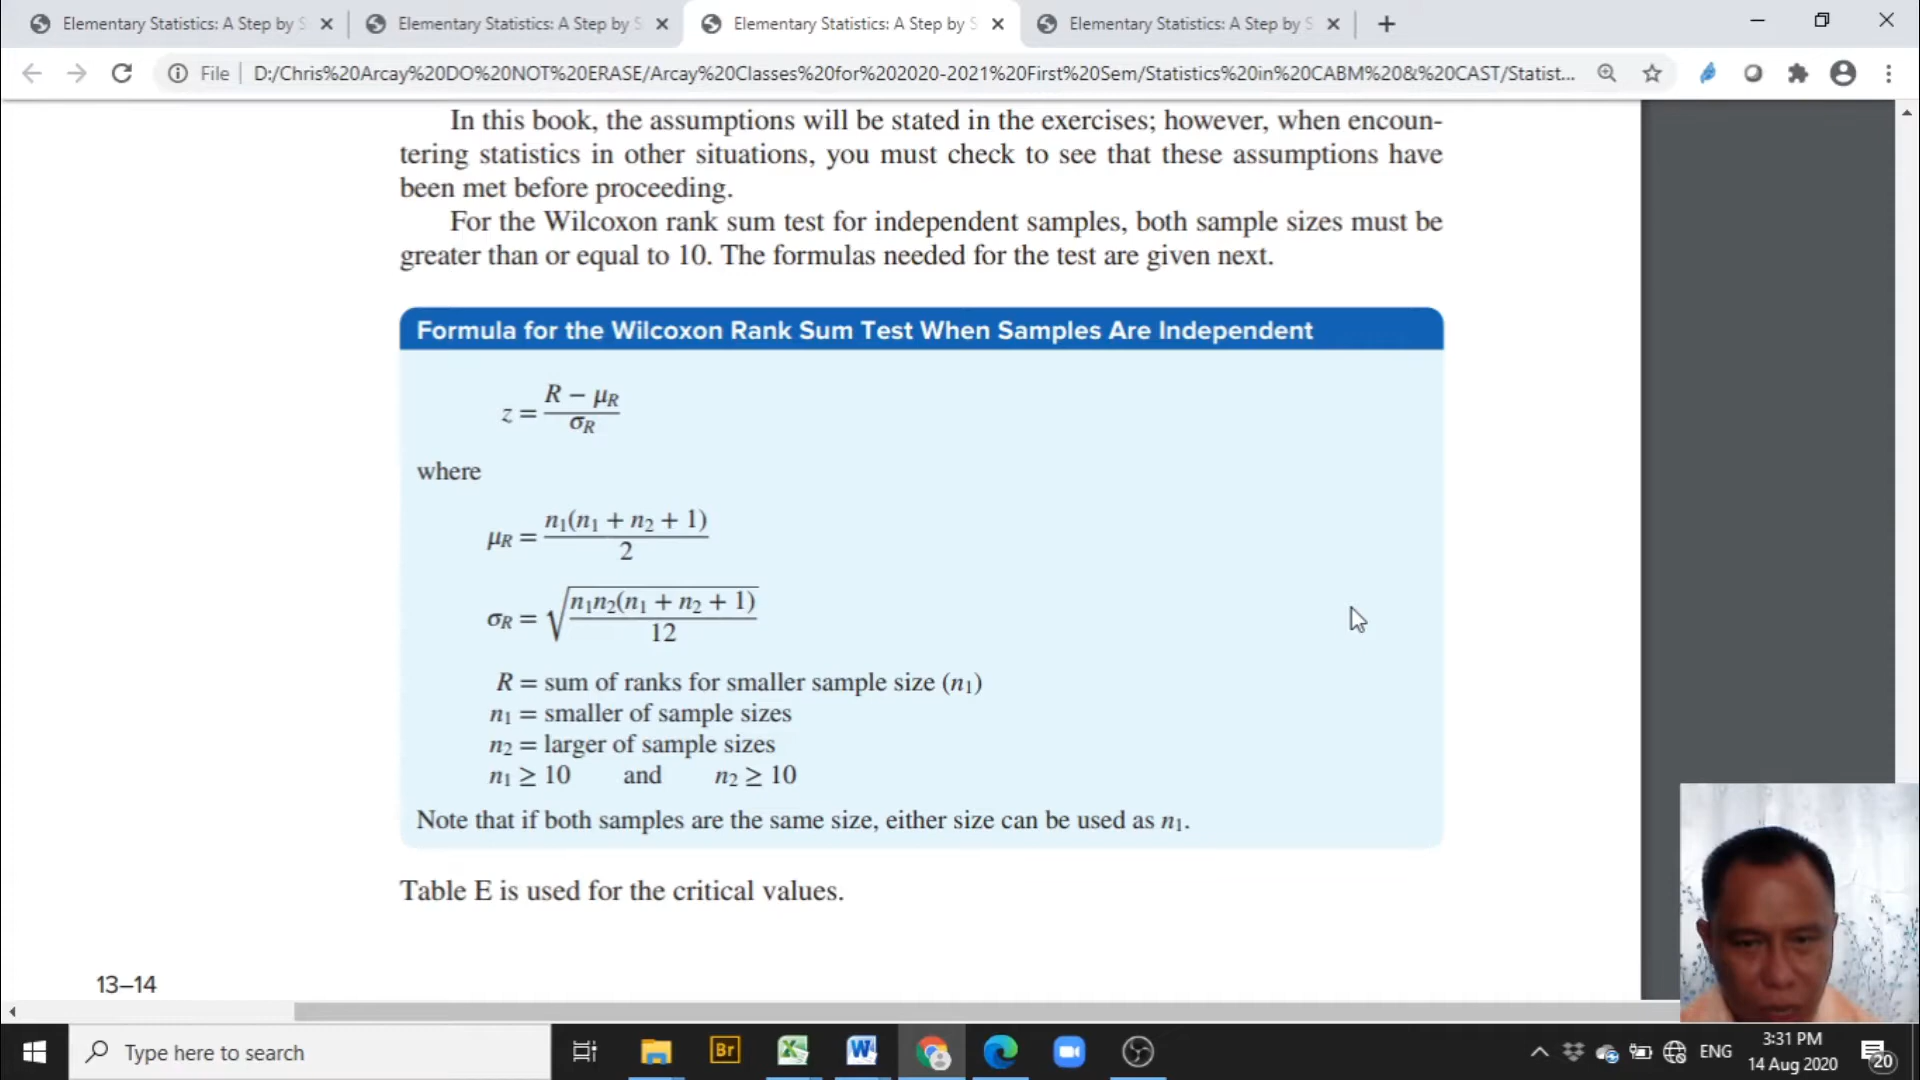 Elementary Statistics: A Step by S
Elementary Statistics: A Step by S
Elementary Statistics: A Step by S
Elementary Statistics: A Step by S
File
D:/Chris%20Arcay%20DO%20NOT%20ERASE/Arcay%20Classes%20for%202020-2021%20First%20Sem/Statistics%20in%20CABM%20&%20CAST/Statist...
In this book, the assumptions will be stated in the exercises; however, when encoun-
tering statistics in other situations, you must check to see that these assumptions have
been met before proceeding.
For the Wilcoxon rank sum test for independent samples, both sample sizes must be
greater than or equal to 10. The formulas needed for the test are given next.
Formula for the Wilcoxon Rank Sum Test When Samples Are Independent
z = (R − μR) / σR
where
μR = n₁(n₁ + n₂ + 1) / 2
σR = √(n₁n₂(n₁ + n₂ + 1) / 12)
R = sum of ranks for smaller sample size (n₁)
n₁ = smaller of sample sizes
n₂ = larger of sample sizes
n₁ ≥ 10 and n₂ ≥ 10
Note that if both samples are the same size, either size can be used as n₁.
Table E is used for the critical values.
13–14
Type here to search
Br
ENG
3:31 PM
14 Aug 2020
20